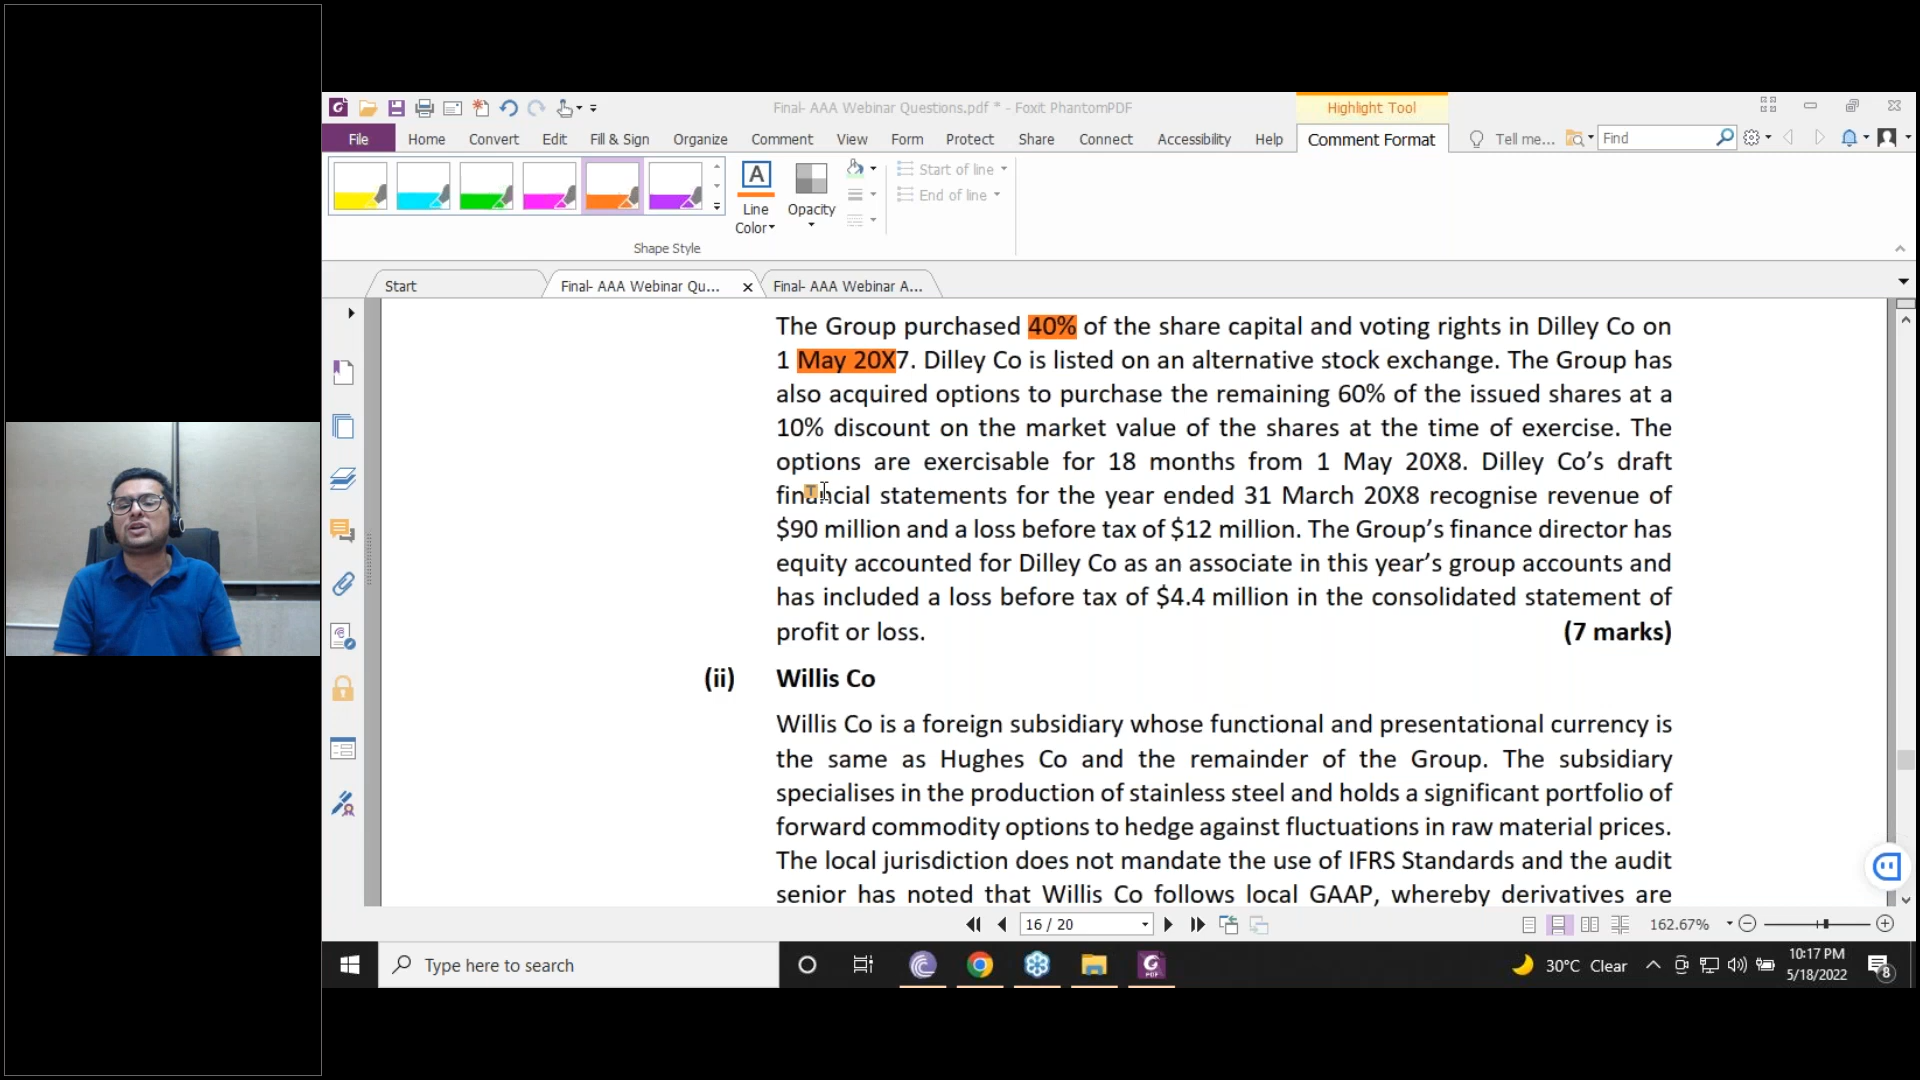 Final- AAA Webinar Questions.pdf * - Foxit PhantomPDF
Highlight Tool
File
Home
Convert
Edit
Fill & Sign
Organize
Comment
View
Form
Protect
Share
Connect
Accessibility
Help
Comment Format
Tell me...
Find
A
Line
Color
Opacity
Start of line
End of line
Shape Style
Start
Final- AAA Webinar Qu...
Final- AAA Webinar A...
The Group purchased 40% of the share capital and voting rights in Dilley Co on
1 May 20X7. Dilley Co is listed on an alternative stock exchange. The Group has
also acquired options to purchase the remaining 60% of the issued shares at a
10% discount on the market value of the shares at the time of exercise. The
options are exercisable for 18 months from 1 May 20X8. Dilley Co’s draft
financial statements for the year ended 31 March 20X8 recognise revenue of
$90 million and a loss before tax of $12 million. The Group’s finance director has
equity accounted for Dilley Co as an associate in this year’s group accounts and
has included a loss before tax of $4.4 million in the consolidated statement of
profit or loss. (7 marks)
(ii) Willis Co
Willis Co is a foreign subsidiary whose functional and presentational currency is
the same as Hughes Co and the remainder of the Group. The subsidiary
specialises in the production of stainless steel and holds a significant portfolio of
forward commodity options to hedge against fluctuations in raw material prices.
The local jurisdiction does not mandate the use of IFRS Standards and the audit
senior has noted that Willis Co follows local GAAP, whereby derivatives are
16 / 20
162.67%
Type here to search
30°C Clear
10:17 PM
5/18/2022
8